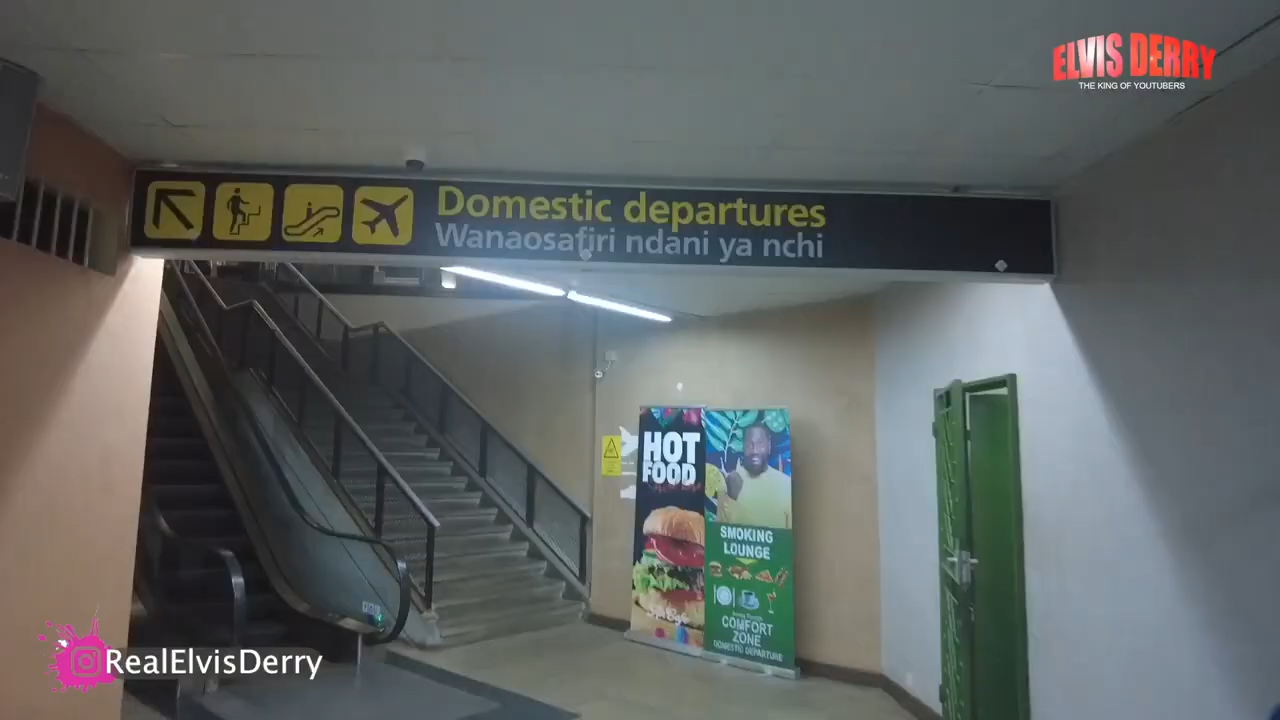 ELVIS DERRY
THE KING OF YOUTUBERS
Domestic departures
Wanaosafiri ndani ya nchi
HOT
FOOD
SMOKING
LOUNGE
COMFORT
ZONE
DOMESTIC DEPARTURE
RealElvisDerry